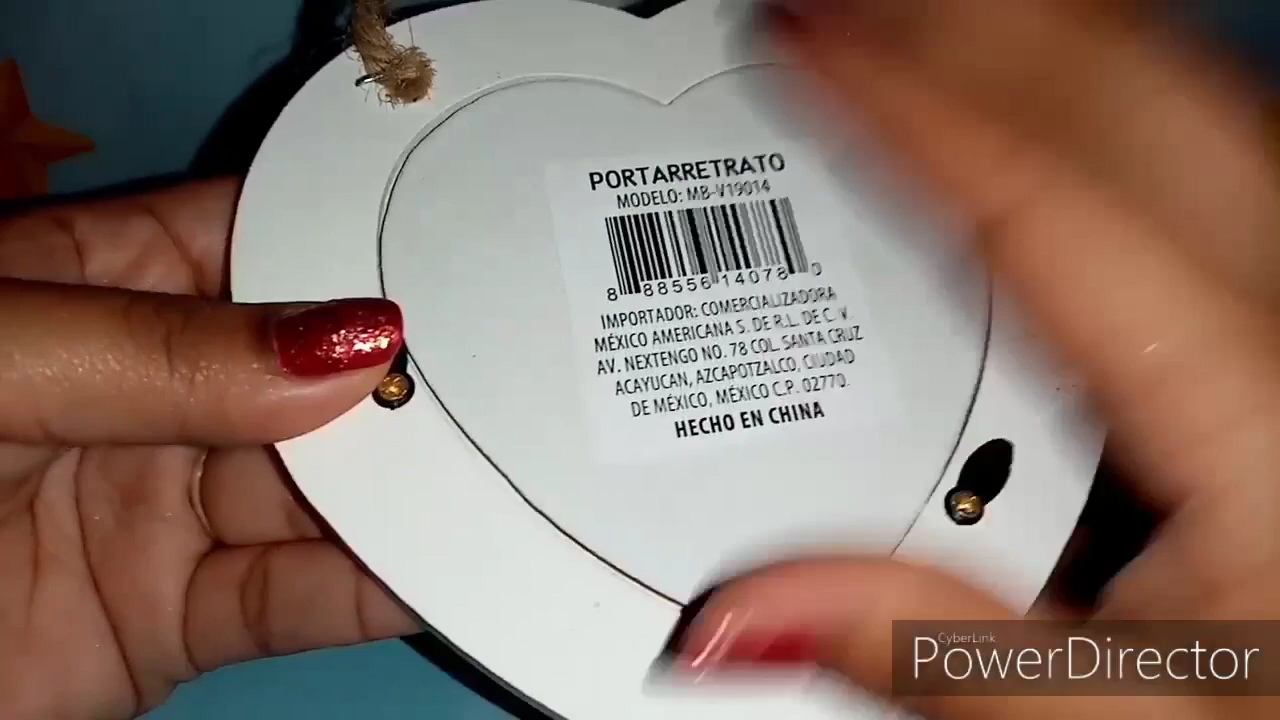 PORTARRETRATO
MODELO: MB-V19014
8 88556 14078 0
IMPORTADOR: COMERCIALIZADORA
MÉXICO AMERICANA S. DE R.L. DE C. V.
AV. NEXTENGO NO. 78 COL. SANTA CRUZ
ACAYUCAN, AZCAPOTZALCO, CIUDAD
DE MÉXICO, MÉXICO C.P. 02770.
HECHO EN CHINA
CyberLink
PowerDirector